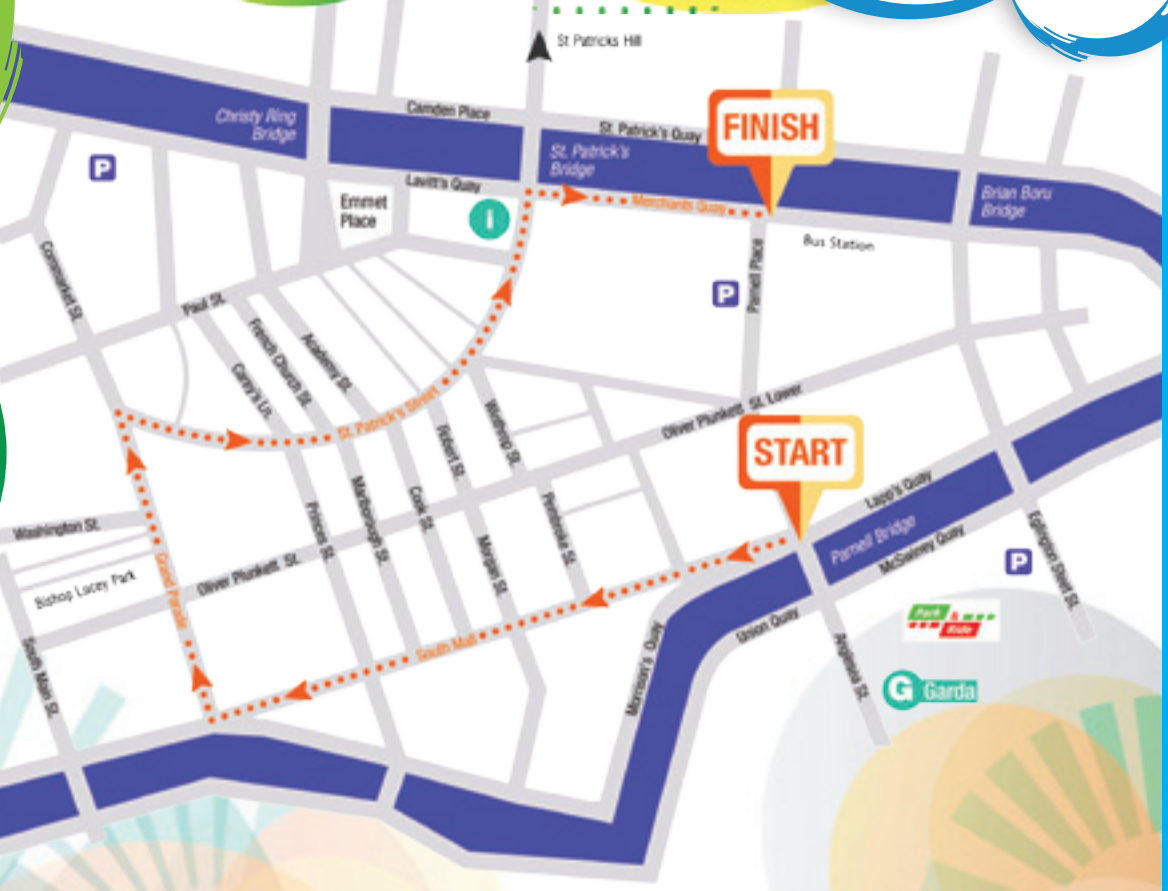 St Patricks Hill
Camden Place
Christy Ring
Bridge
St. Patrick's Quay
FINISH
St. Patrick's
Bridge
P
Lavitt's Quay
Brian Boru
Bridge
Emmet
Place
i
Merchants Quay
Bus Station
Cornmarket St.
Parnell Place
P
Paul St.
French Church St.
Academy St.
Carey's Ln.
St. Patrick's Street
Winthrop St.
Oliver Plunkett St. Lower
START
Robert St.
Marlborough St.
Cook St.
Lapp's Quay
Princes St.
Pembroke St.
Washington St.
Parnell Bridge
McSwiney Quay
Morgan St.
Grand Parade
Oliver Plunkett St.
P
Bishop Lucey Park
Park &
Ride
South Main St.
South Mall
Morrison's Quay
Union Quay
Anglesea St.
G Garda